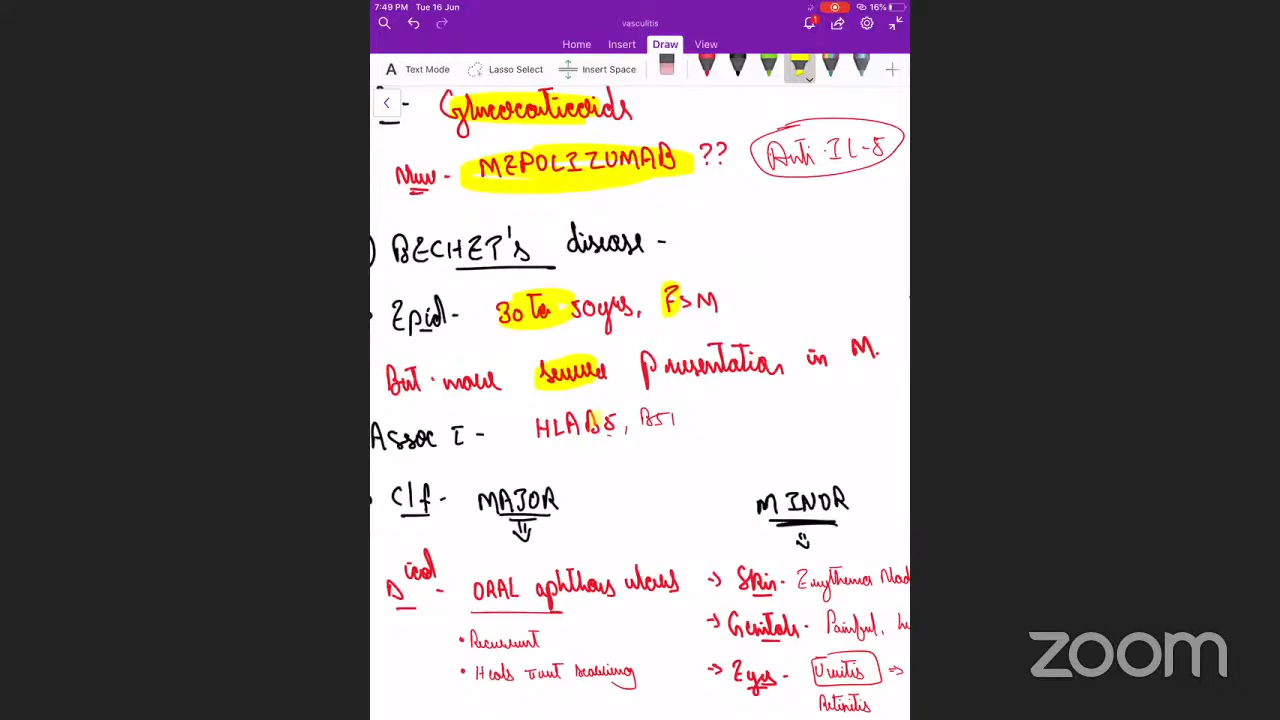 7:49 PM Tue 16 Jun 16%
vasculitis
Home Insert Draw View
A Text Mode Lasso Select Insert Space
Glucocorticoids
New - MEPOLIZUMAB ?? Anti IL-5
BECHET's disease -
Epid - 30 to 50 yrs, F > M
But more severe presentation in M.
Assoc - HLA B5, B51
C/f - MAJOR MINOR
ORAL aphthous ulcers → Skin - Erythema Nod
• Recurrent → Genitals - Painful,
• Heals scarring → Eyes - Uveitis →
Retinitis
zoom